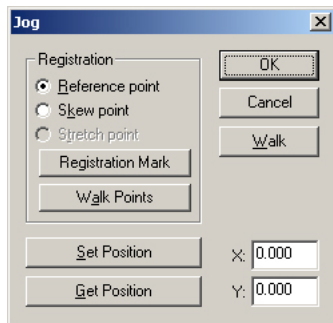 Jog
Registration
Reference point
Skew point
Stretch point
Registration Mark
Walk Points
OK
Cancel
Walk
Set Position
Get Position
X: 0.000
Y: 0.000